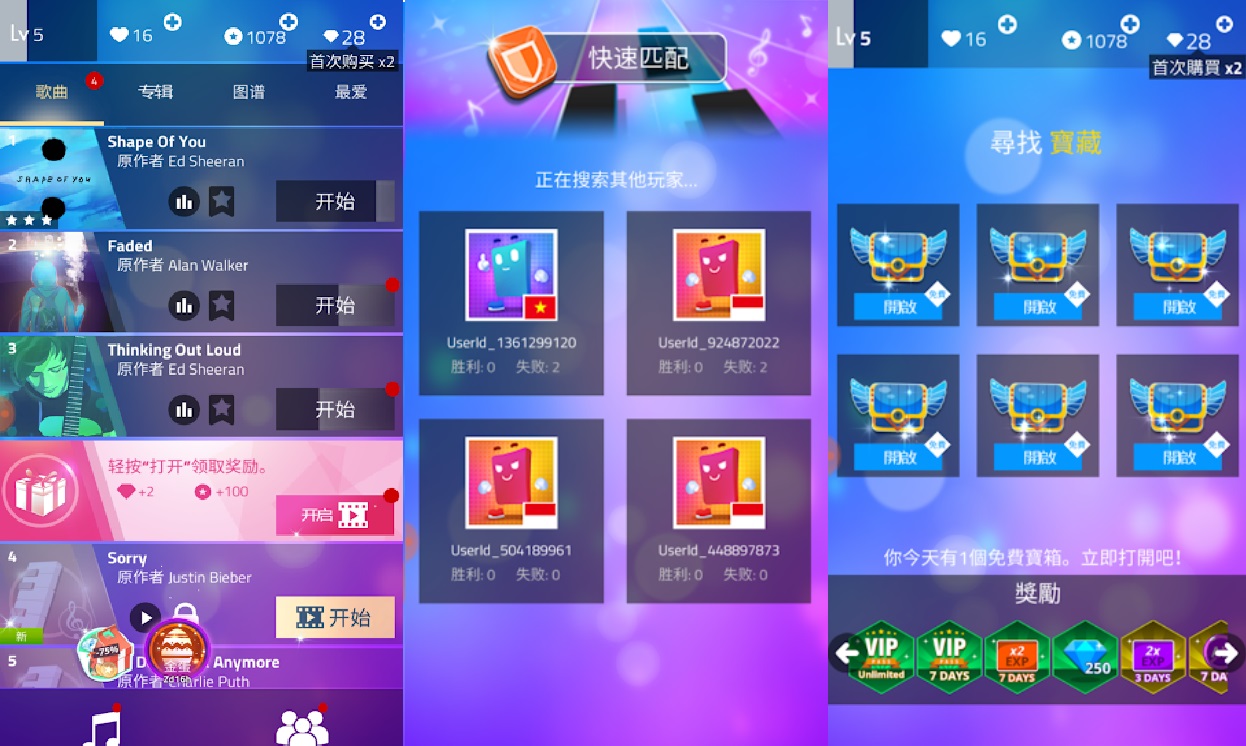 Lv 5
16
1078
28
首次购买 x2
歌曲
4
专辑
图谱
最爱
1
SHAPE OF YOU
Shape Of You
原作者 Ed Sheeran
开始
2
Faded
原作者 Alan Walker
开始
3
Thinking Out Loud
原作者 Ed Sheeran
开始
轻按“打开”领取奖励。
+2
+100
开启
4
Sorry
原作者 Justin Bieber
开始
新
-75%
金蛋
5
Anymore
原作者 Charlie Puth
快速匹配
正在搜索其他玩家...
UserId_1361299120
胜利: 0 失败: 2
UserId_924872022
胜利: 0 失败: 2
UserId_504189961
胜利: 0 失败: 0
UserId_448897873
胜利: 0 失败: 0
Lv 5
16
1078
28
首次購買 x2
尋找 寶藏
開啟 免費
開啟 免費
開啟 免費
開啟 免費
開啟 免費
開啟 免費
你今天有1個免費寶箱。立即打開吧！
獎勵
VIP
Unlimited
VIP
7 DAYS
x2
EXP
7 DAYS
250
2x
EXP
3 DAYS
7 DA